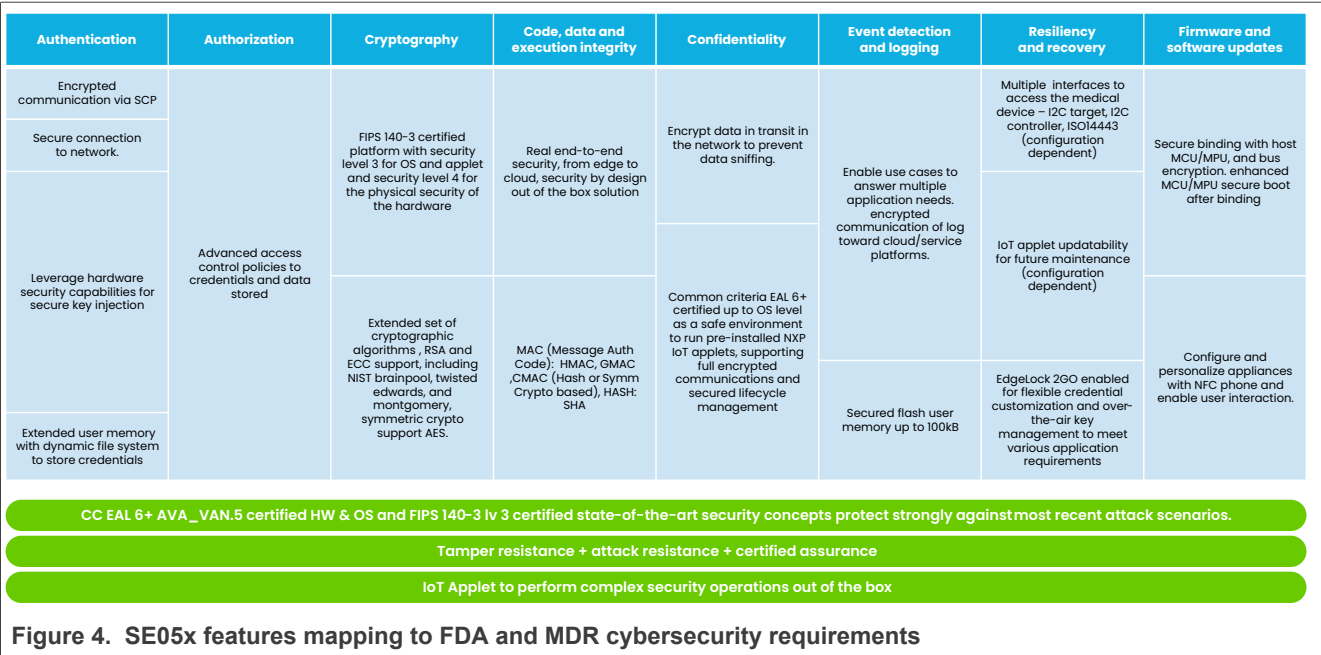 Authentication
Authorization
Cryptography
Code, data and
execution integrity
Confidentiality
Event detection
and logging
Resiliency
and recovery
Firmware and
software updates
Encrypted
communication via SCP
Secure connection
to network.
Leverage hardware
security capabilities for
secure key injection
Extended user memory
with dynamic file system
to store credentials
Advanced access
control policies to
credentials and data
stored
FIPS 140-3 certified
platform with security
level 3 for OS and applet
and security level 4 for
the physical security of
the hardware
Extended set of
cryptographic
algorithms , RSA and
ECC support, including
NIST brainpool, twisted
edwards, and
montgomery,
symmetric crypto
support AES.
Real end-to-end
security, from edge to
cloud, security by design
out of the box solution
MAC (Message Auth
Code): HMAC, GMAC
,CMAC (Hash or Symm
Crypto based), HASH:
SHA
Encrypt data in transit in
the network to prevent
data sniffing.
Common criteria EAL 6+
certified up to OS level
as a safe environment
to run pre-installed NXP
IoT applets, supporting
full encrypted
communications and
secured lifecycle
management
Enable use cases to
answer multiple
application needs.
encrypted
communication of log
toward cloud/service
platforms.
Secured flash user
memory up to 100kB
Multiple interfaces to
access the medical
device – I2C target, I2C
controller, ISO14443
(configuration
dependent)
IoT applet updatability
for future maintenance
(configuration
dependent)
EdgeLock 2GO enabled
for flexible credential
customization and over-
the-air key
management to meet
various application
requirements
Secure binding with host
MCU/MPU, and bus
encryption. enhanced
MCU/MPU secure boot
after binding
Configure and
personalize appliances
with NFC phone and
enable user interaction.
CC EAL 6+ AVA_VAN.5 certified HW & OS and FIPS 140-3 lv 3 certified state-of-the-art security concepts protect strongly against most recent attack scenarios.
Tamper resistance + attack resistance + certified assurance
IoT Applet to perform complex security operations out of the box
Figure 4. SE05x features mapping to FDA and MDR cybersecurity requirements